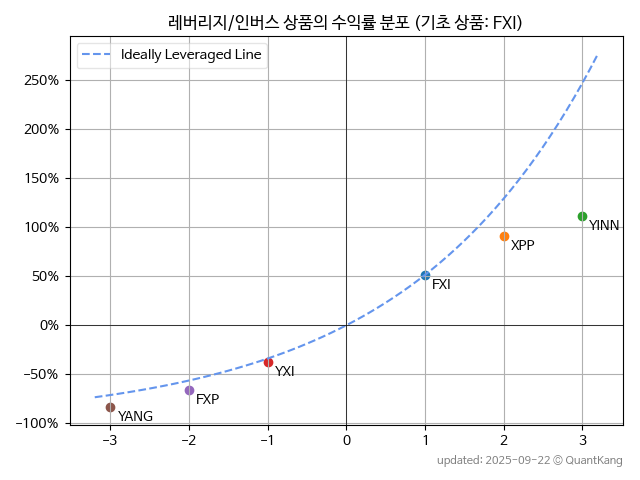 레버리지/인버스 상품의 수익률 분포 (기초 상품: FXI)
Ideally Leveraged Line
250%
200%
150%
100%
50%
0%
−50%
−100%
YINN
XPP
FXI
YXI
FXP
YANG
−3 −2 −1 0 1 2 3
updated: 2025-09-22 © QuantKang